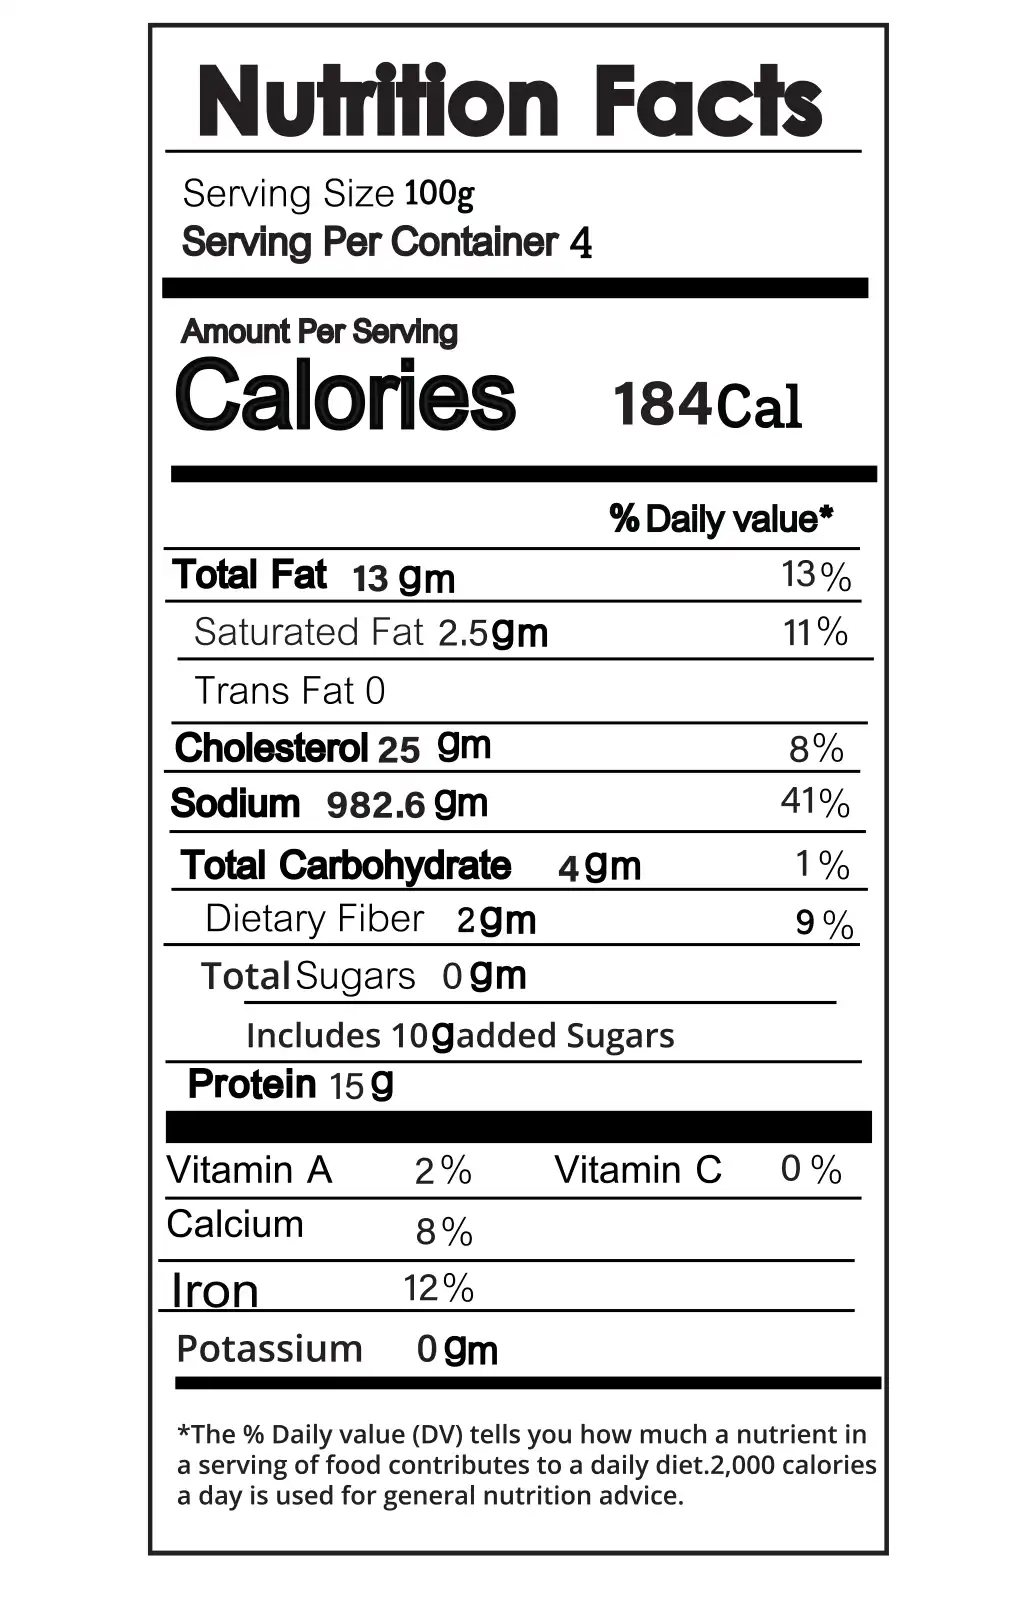 Nutrition Facts
Serving Size 100g
Serving Per Container 4
Amount Per Serving
Calories 184Cal
% Daily value*
Total Fat 13 gm 13%
Saturated Fat 2.5gm 11%
Trans Fat 0
Cholesterol 25 gm 8%
Sodium 982.6 gm 41%
Total Carbohydrate 4gm 1%
Dietary Fiber 2gm 9%
Total Sugars 0gm
Includes 10gadded Sugars
Protein 15g
Vitamin A 2% Vitamin C 0%
Calcium 8%
Iron 12%
Potassium 0gm
*The % Daily value (DV) tells you how much a nutrient in
a serving of food contributes to a daily diet.2,000 calories
a day is used for general nutrition advice.